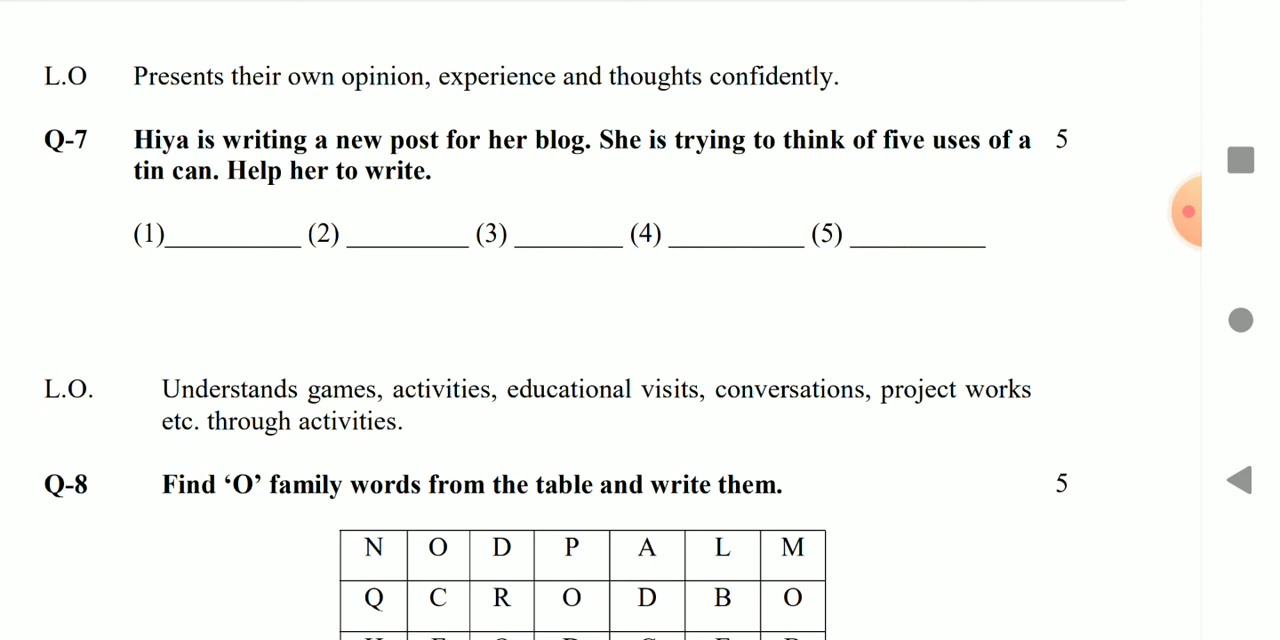 L.O Presents their own opinion, experience and thoughts confidently.
Q-7 Hiya is writing a new post for her blog. She is trying to think of five uses of a 5
tin can. Help her to write.
(1)__________ (2) _________ (3) ________ (4) __________ (5) __________
L.O. Understands games, activities, educational visits, conversations, project works
etc. through activities.
Q-8 Find ‘O’ family words from the table and write them. 5
N O D P A L M
Q C R O D B O